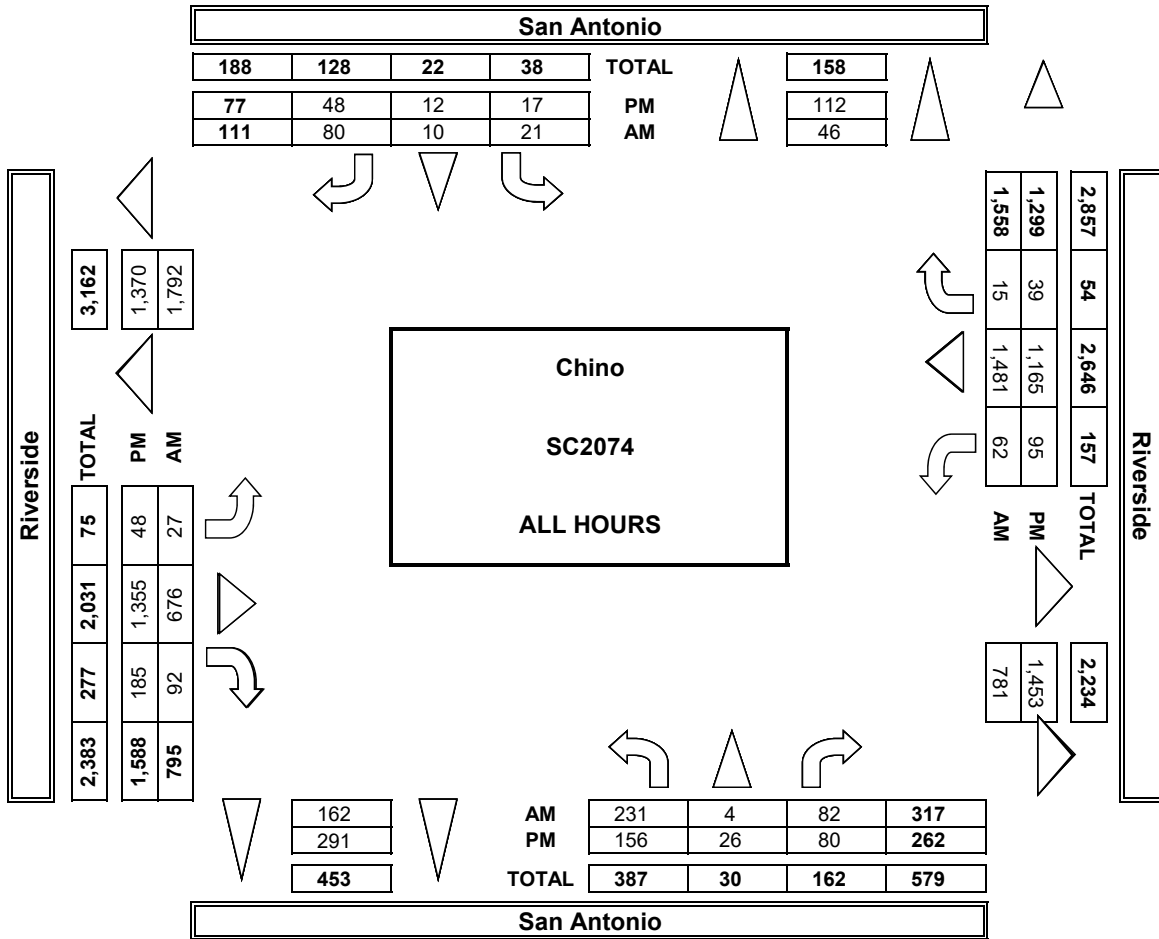 San Antonio
188 128 22 38 TOTAL 158
77 48 12 17 PM 112
111 80 10 21 AM 46
Riverside
3,162
1,370
1,792
TOTAL
PM
AM
75 2,031 277 2,383
48 1,355 185 1,588
27 676 92 795
Chino
SC2074
ALL HOURS
2,857 54 2,646 157 TOTAL 2,234
1,299 39 1,165 95 PM 1,453
1,558 15 1,481 62 AM 781
Riverside
162 AM 231 4 82 317
291 PM 156 26 80 262
453 TOTAL 387 30 162 579
San Antonio